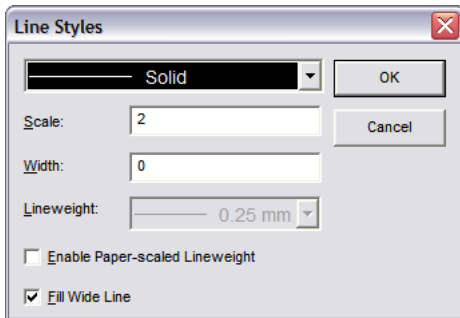 Line Styles
Solid
OK
Scale:
2
Cancel
Width:
0
Lineweight:
0.25 mm
Enable Paper-scaled Lineweight
Fill Wide Line